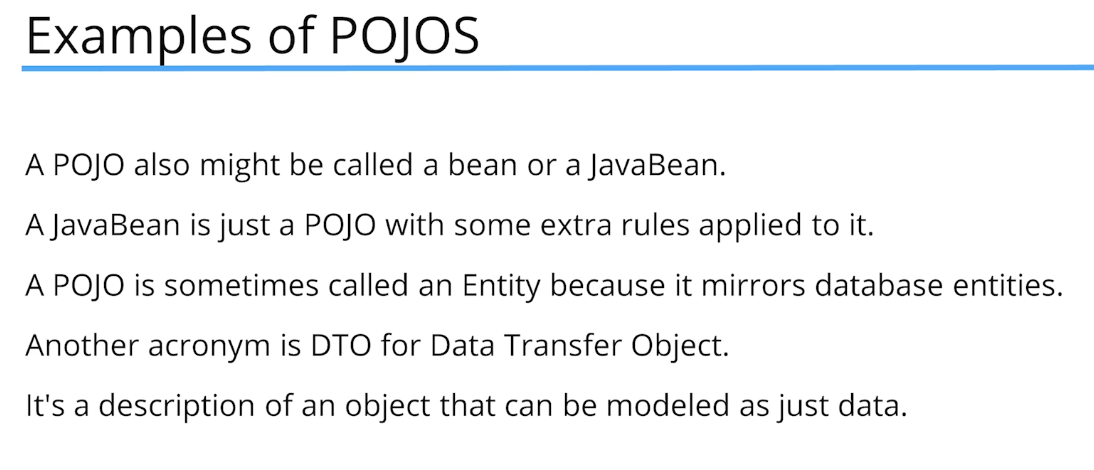 Examples of POJOS
A POJO also might be called a bean or a JavaBean.
A JavaBean is just a POJO with some extra rules applied to it.
A POJO is sometimes called an Entity because it mirrors database entities.
Another acronym is DTO for Data Transfer Object.
It's a description of an object that can be modeled as just data.